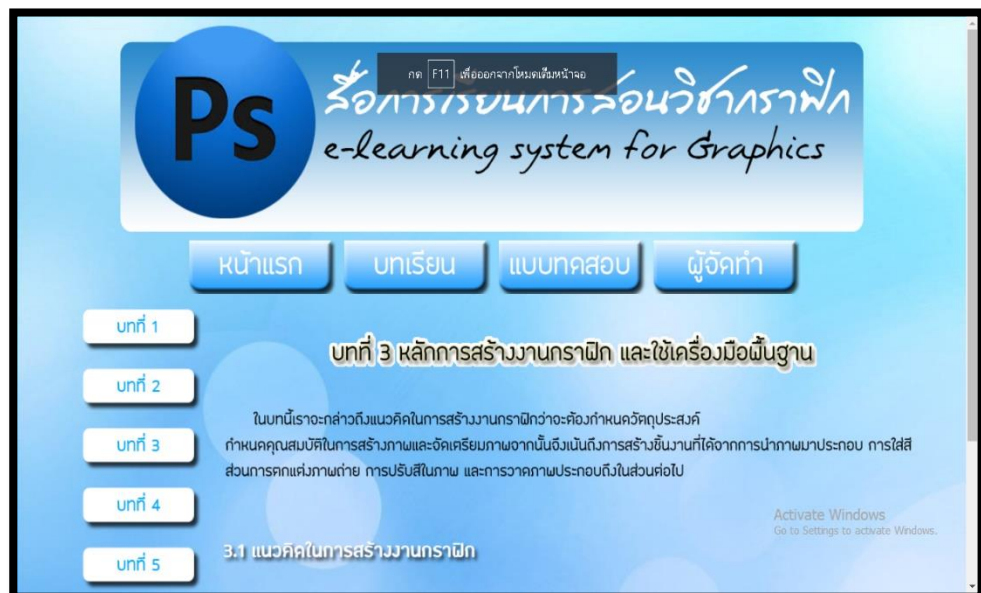 Ps
กด F11 เพื่อออกจากโหมดเต็มหน้าจอ
สื่อการเรียนการสอนวิชากราฟิก
e-learning system for Graphics
หน้าแรก บทเรียน แบบทดสอบ ผู้จัดทำ
บทที่ 1
บทที่ 2
บทที่ 3
บทที่ 4
บทที่ 5
บทที่ 3 หลักการสร้างงานกราฟิก และใช้เครื่องมือพื้นฐาน
ในบทนี้เราจะกล่าวถึงแนวคิดในการสร้างงานกราฟิกว่าจะต้องกำหนดวัตถุประสงค์
กำหนดคุณสมบัติในการสร้างภาพและจัดเตรียมภาพจากนั้นจึงเน้นถึงการสร้างชิ้นงานที่ได้จากการนำภาพมาประกอบ การใส่สี
ส่วนการตกแต่งภาพถ่าย การปรับสีในภาพ และการวาดภาพประกอบถึงในส่วนต่อไป
3.1 แนวคิดในการสร้างงานกราฟิก
Activate Windows
Go to Settings to activate Windows.